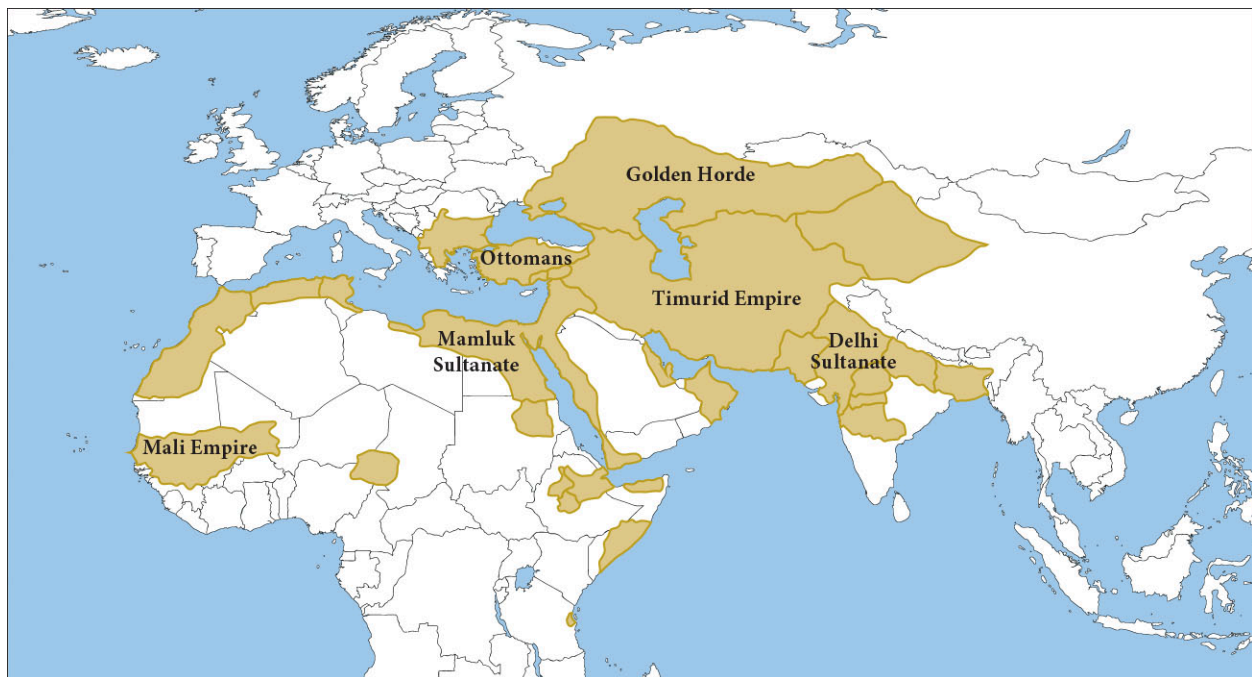 Golden Horde
Ottomans
Timurid Empire
Mamluk
Sultanate
Delhi
Sultanate
Mali Empire